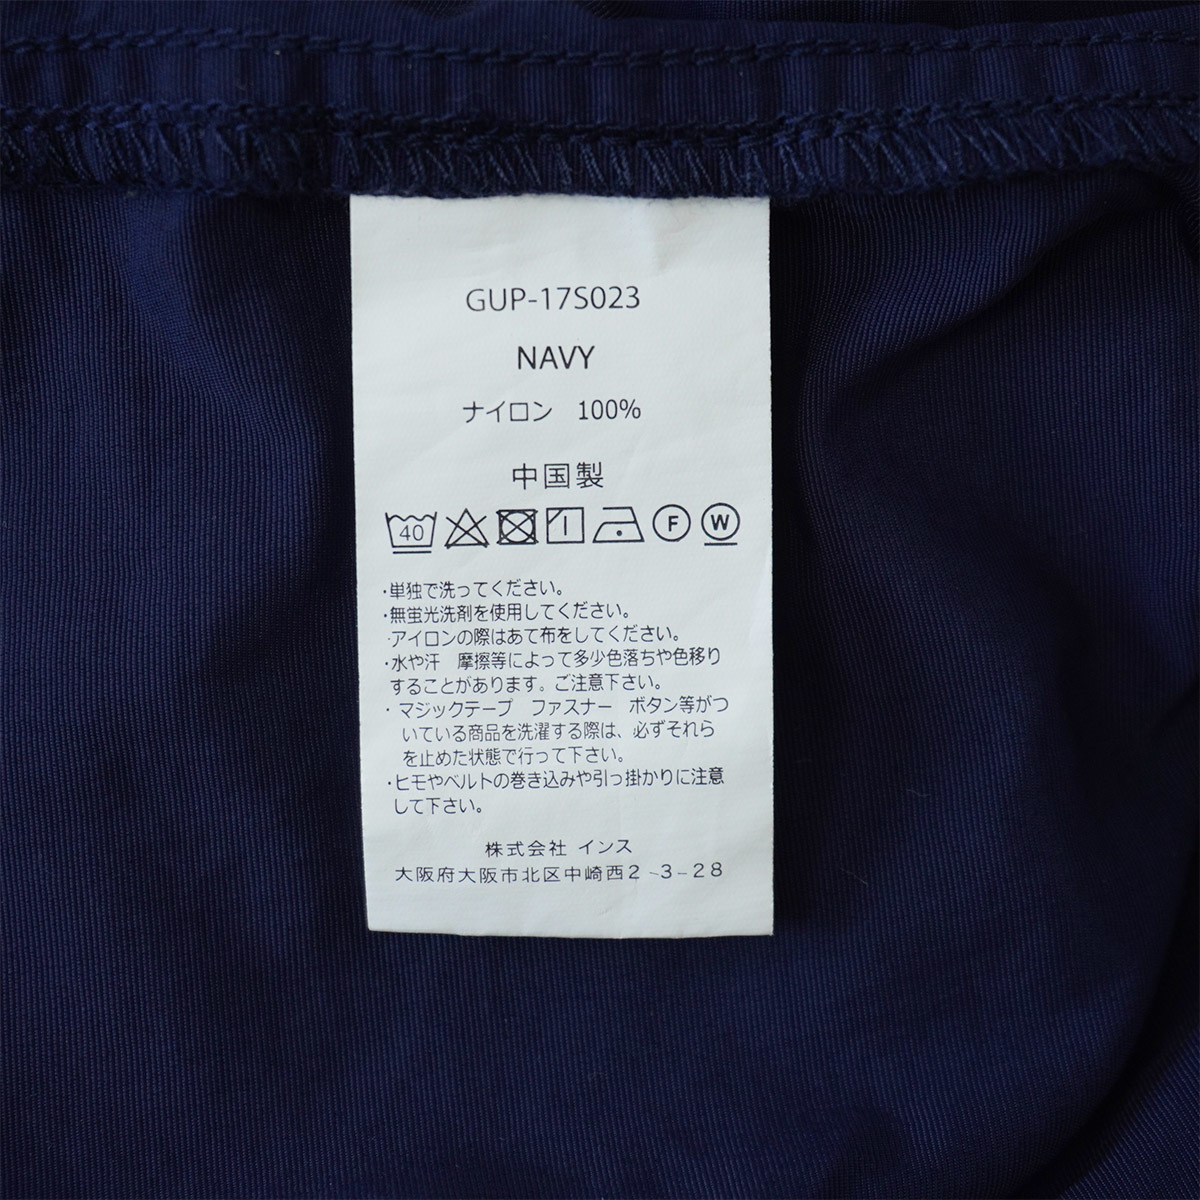 GUP-17S023
NAVY
ナイロン 100%
中国製
40 F W
・単独で洗ってください。
・無蛍光洗剤を使用してください。
・アイロンの際はあて布をしてください。
・水や汗 摩擦等によって多少色落ちや色移り
することがあります。ご注意下さい。
・マジックテープ ファスナー ボタン等がつ
いている商品を洗濯する際は、必ずそれら
を止めた状態で行って下さい。
・ヒモやベルトの巻き込みや引っ掛かりに注意
して下さい。
株式会社 インス
大阪府大阪市北区中崎西2-3-28